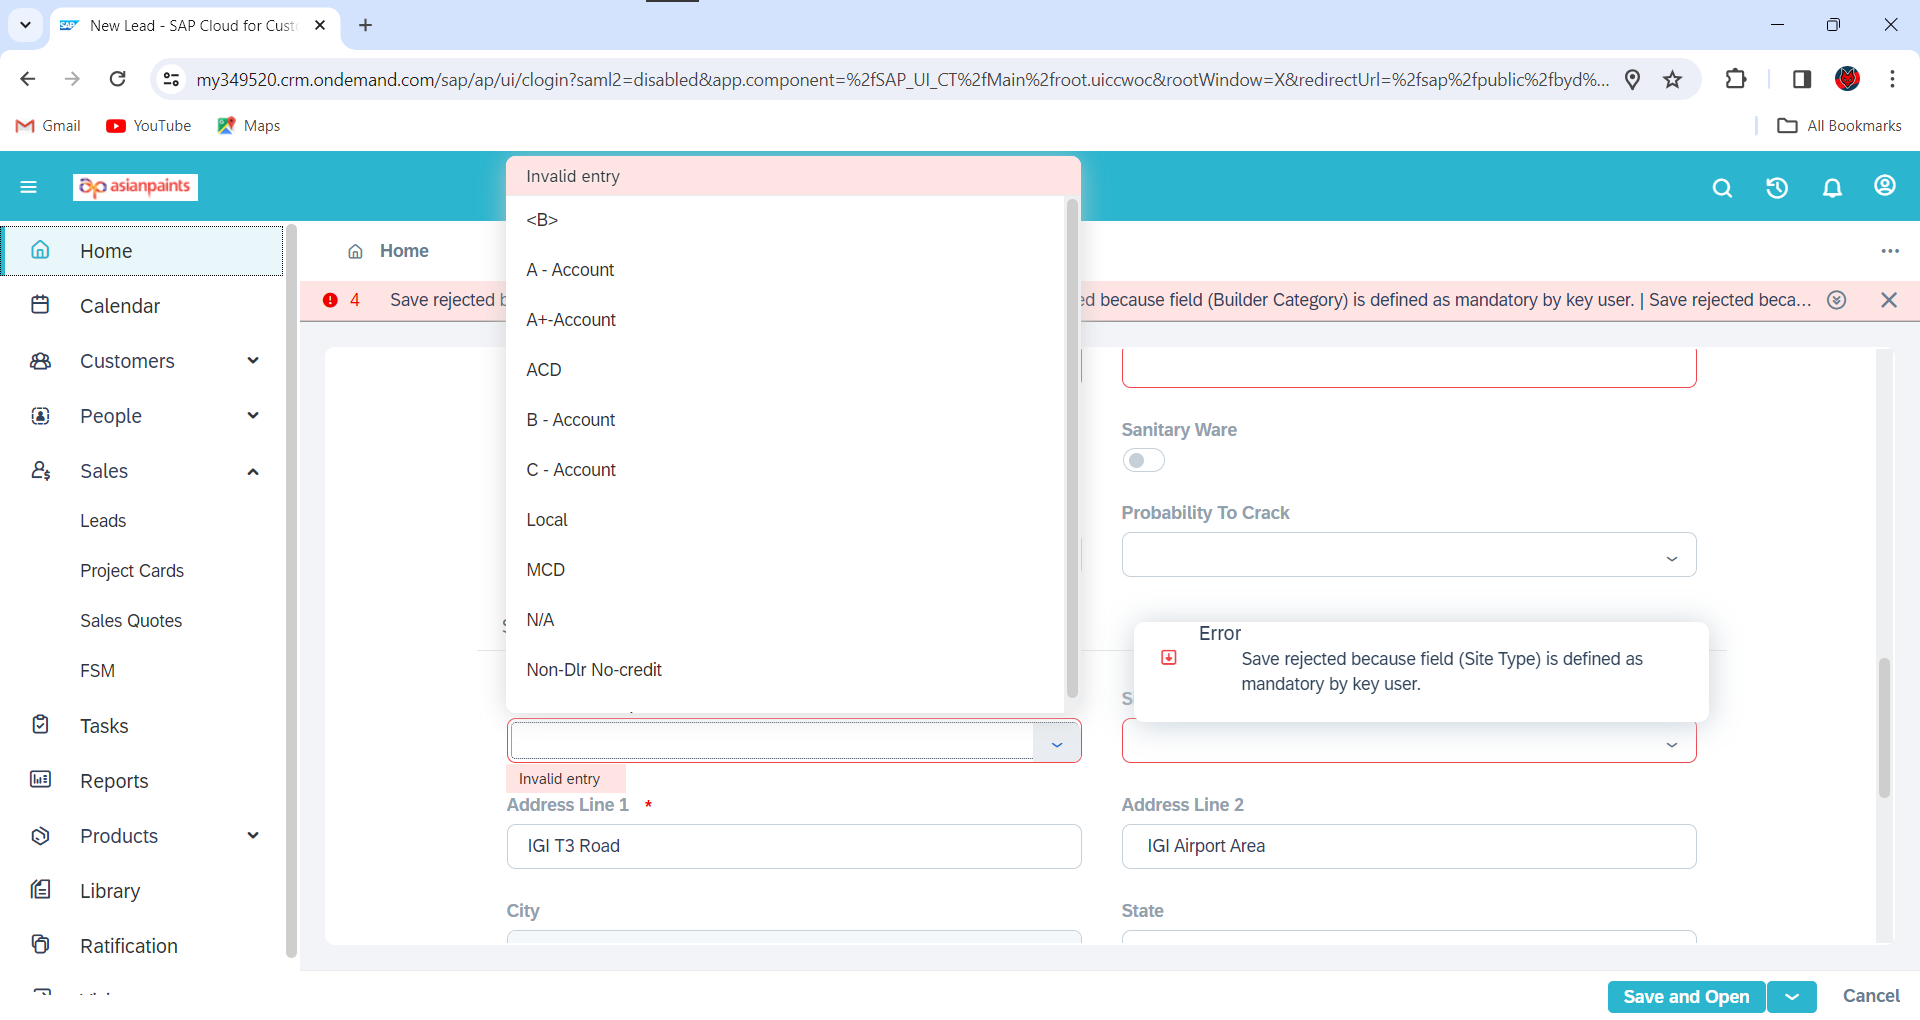 New Lead - SAP Cloud for Cust
my349520.crm.ondemand.com/sap/ap/ui/clogin?saml2=disabled&app.component=%2fSAP_UI_CT%2fMain%2froot.uiccwoc&rootWindow=X&redirectUrl=%2fsap%2fpublic%2fbyd%...
Gmail
YouTube
Maps
All Bookmarks
asianpaints
Home
Calendar
Customers
People
Sales
Leads
Project Cards
Sales Quotes
FSM
Tasks
Reports
Products
Library
Ratification
Home
4 Save rejected
because field (Builder Category) is defined as mandatory by key user. | Save rejected beca...
Invalid entry
<B>
A - Account
A+-Account
ACD
B - Account
C - Account
Local
MCD
N/A
Non-Dlr No-credit
Invalid entry
Sanitary Ware
Probability To Crack
Error
Save rejected because field (Site Type) is defined as
mandatory by key user.
Address Line 1 *
IGI T3 Road
Address Line 2
IGI Airport Area
City
State
Save and Open
Cancel